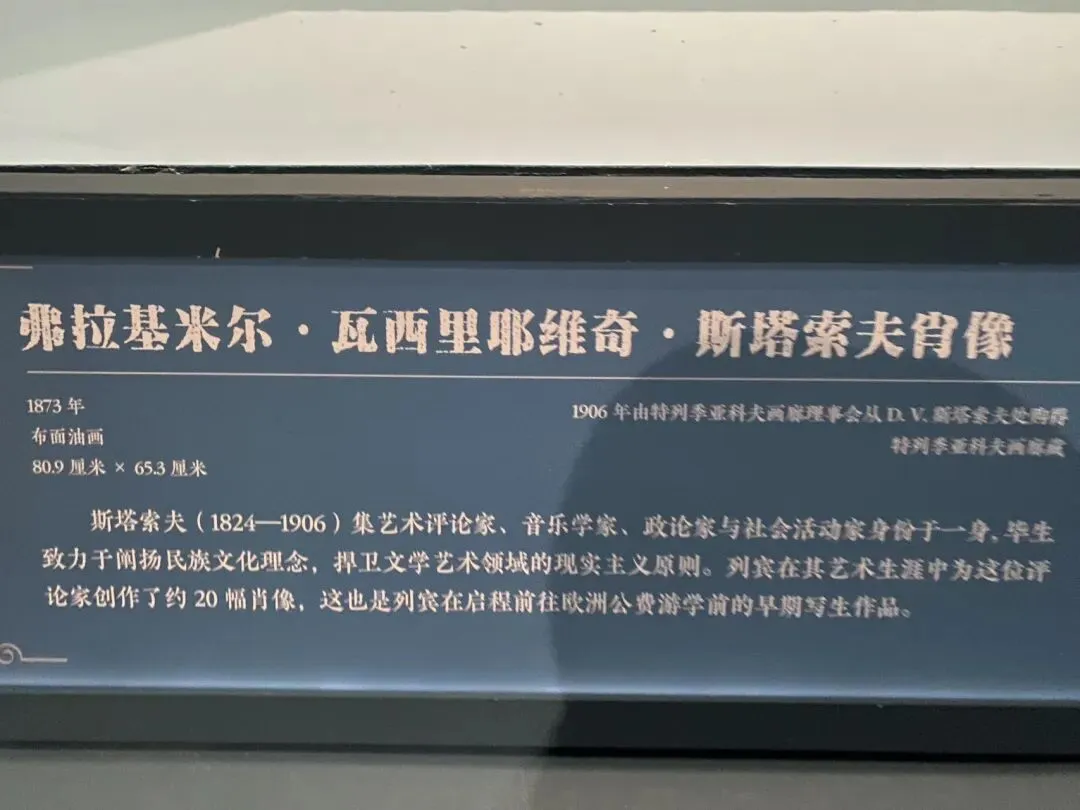 弗拉基米尔·瓦西里耶维奇·斯塔索夫肖像
1873 年
布面油画
80.9 厘米 × 65.3 厘米
1906 年由特列季亚科夫画廊理事会从 D. V. 斯塔索夫处购得
特列季亚科夫画廊藏
斯塔索夫（1824—1906）集艺术评论家、音乐学家、政论家与社会活动家身份于一身，毕生
致力于阐扬民族文化理念，捍卫文学艺术领域的现实主义原则。列宾在其艺术生涯中为这位评
论家创作了约 20 幅肖像，这也是列宾在启程前往欧洲公费游学前的早期写生作品。